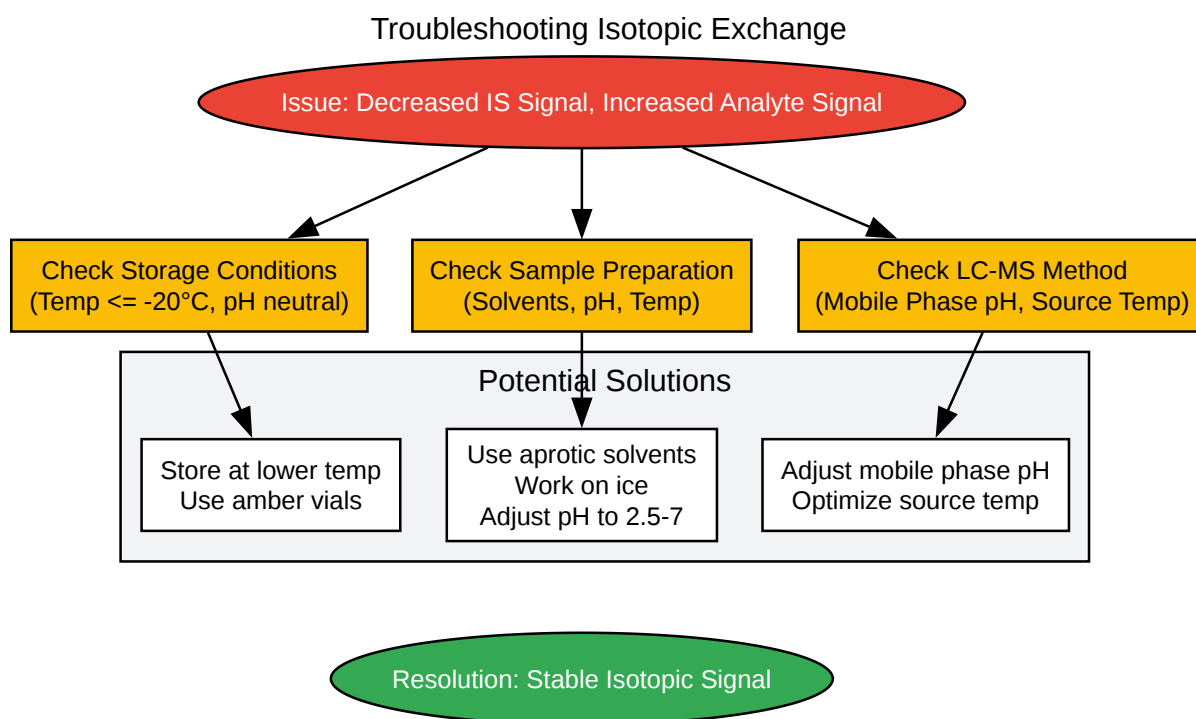 Troubleshooting Isotopic Exchange
Issue: Decreased IS Signal, Increased Analyte Signal
Check Storage Conditions
(Temp <= -20°C, pH neutral)
Check Sample Preparation
(Solvents, pH, Temp)
Check LC-MS Method
(Mobile Phase pH, Source Temp)
Potential Solutions
Store at lower temp
Use amber vials
Use aprotic solvents
Work on ice
Adjust pH to 2.5-7
Adjust mobile phase pH
Optimize source temp
Resolution: Stable Isotopic Signal